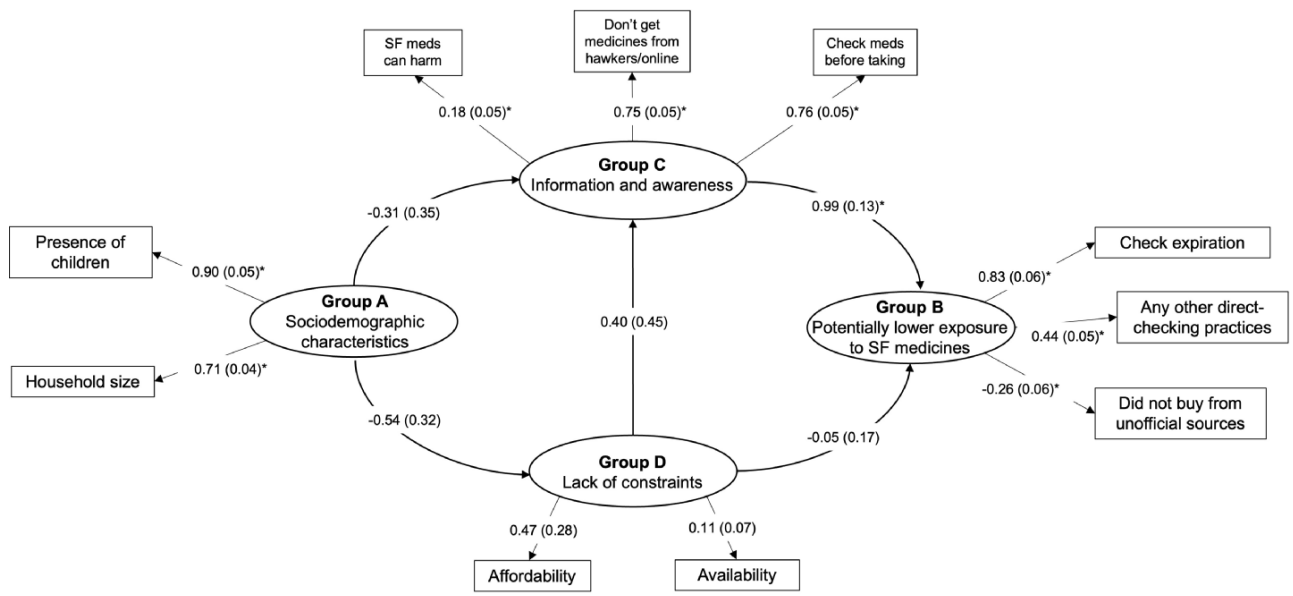 SF meds
can harm
Don't get
medicines from
hawkers/online
Check meds
before taking
0.18 (0.05)*
0.75 (0.05)*
0.76 (0.05)*
Group C
Information and awareness
-0.31 (0.35)
0.99 (0.13)*
Presence of
children
0.90 (0.05)*
Group A
Sociodemographic
characteristics
0.71 (0.04)*
Household size
0.40 (0.45)
Group B
Potentially lower exposure
to SF medicines
0.83 (0.06)*
Check expiration
0.44 (0.05)*
Any other direct-
checking practices
-0.26 (0.06)*
Did not buy from
unofficial sources
-0.54 (0.32)
-0.05 (0.17)
Group D
Lack of constraints
0.47 (0.28)
0.11 (0.07)
Affordability
Availability